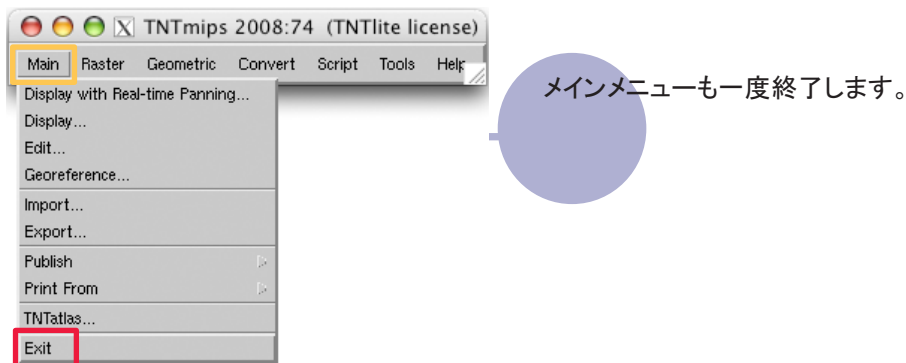 TNTmips 2008:74 (TNTlite license)
Main Raster Geometric Convert Script Tools Help
メインメニューも一度終了します。
Display with Real-time Panning...
Display...
Edit...
Georeference...
Import...
Export...
Publish
Print From
TNTatlas...
Exit